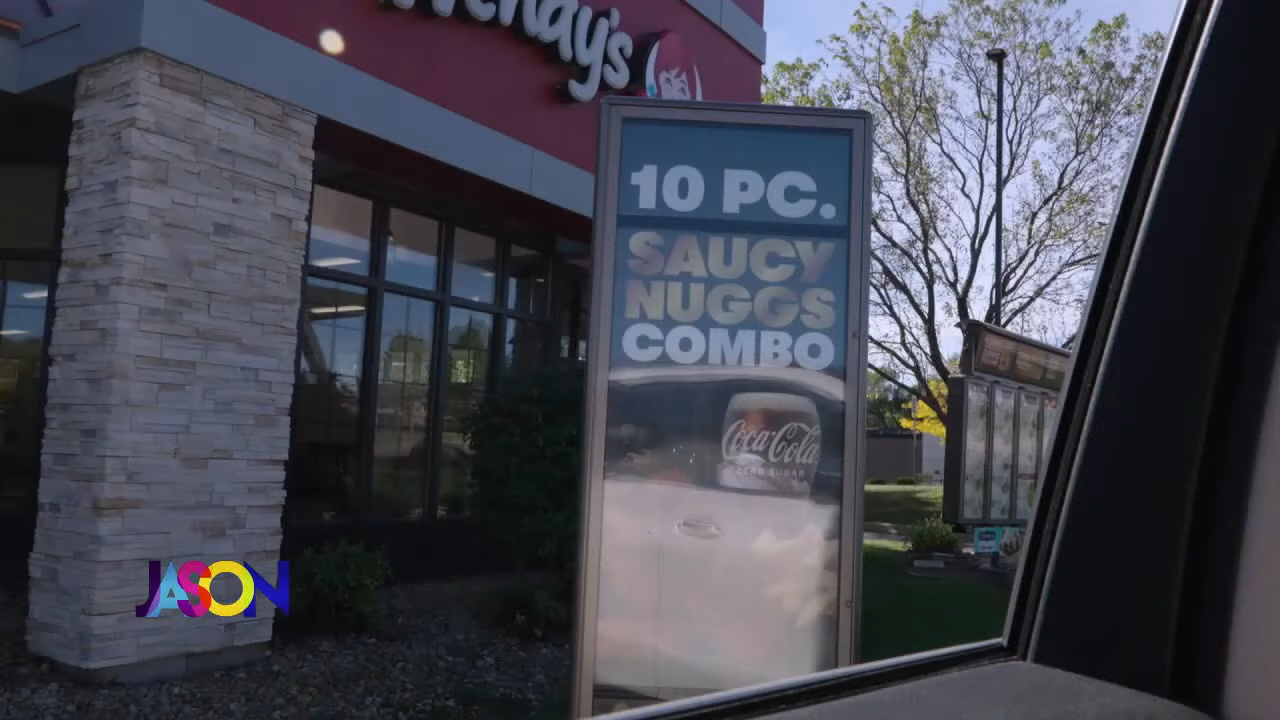 Wendy's
10 PC.
SAUCY
NUGGS
COMBO
Coca-Cola
ZERO SUGAR
JASON